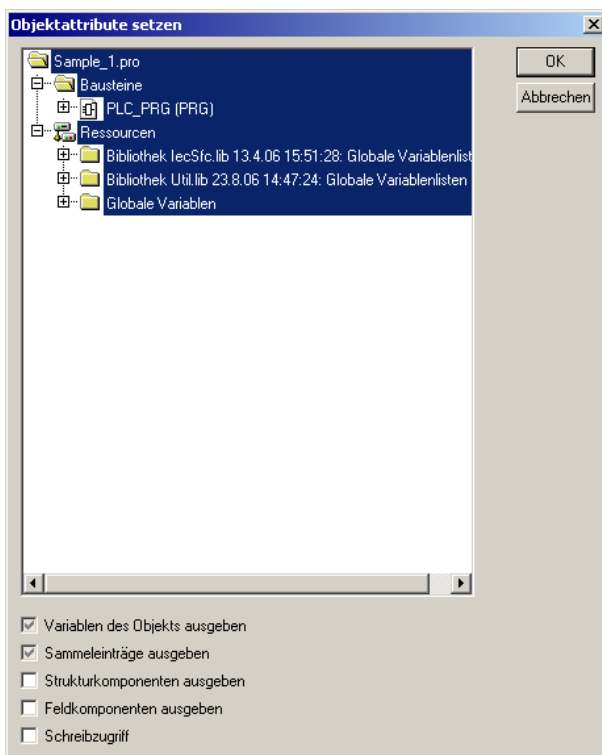 Objektattribute setzen
Sample_1.pro
OK
Bausteine
Abbrechen
PLC_PRG (PRG)
Ressourcen
Bibliothek IecSfc.lib 13.4.06 15:51:28: Globale Variablenlist
Bibliothek Util.lib 23.8.06 14:47:24: Globale Variablenlisten
Globale Variablen
Variablen des Objekts ausgeben
Sammeleinträge ausgeben
Strukturkomponenten ausgeben
Feldkomponenten ausgeben
Schreibzugriff